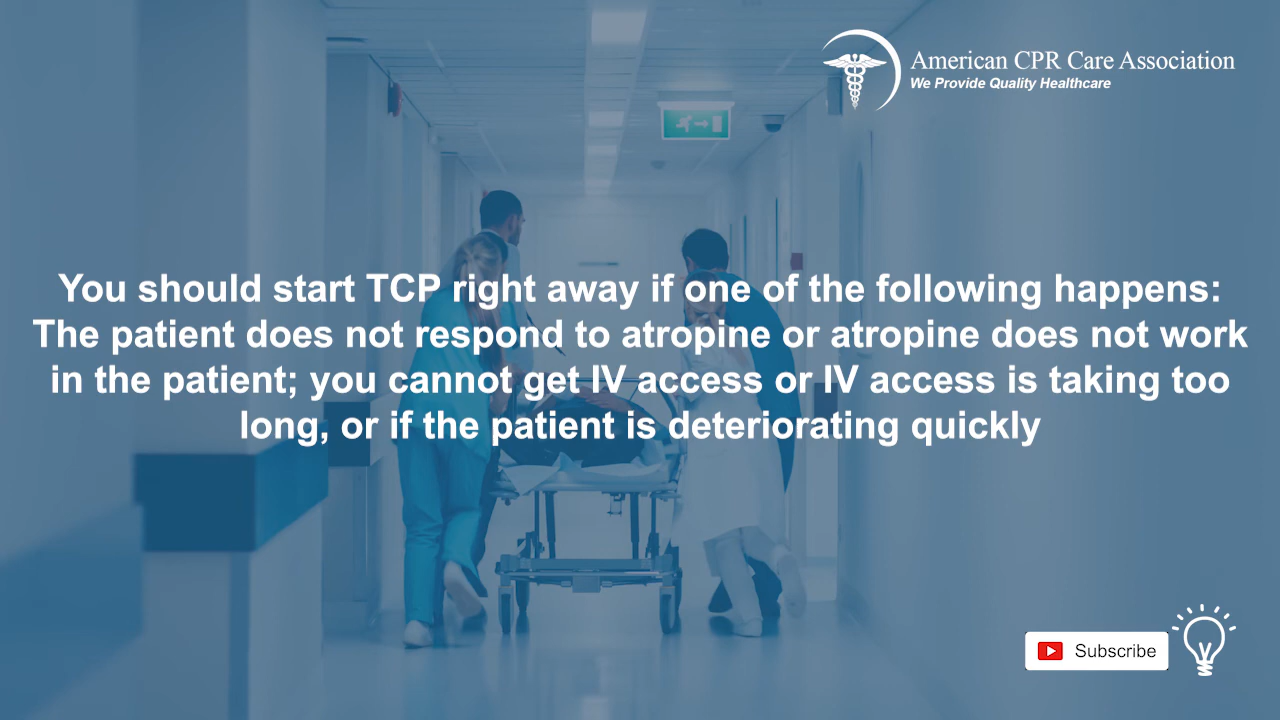 American CPR Care Association
We Provide Quality Healthcare
You should start TCP right away if one of the following happens:
The patient does not respond to atropine or atropine does not work
in the patient; you cannot get IV access or IV access is taking too
long, or if the patient is deteriorating quickly
Subscribe